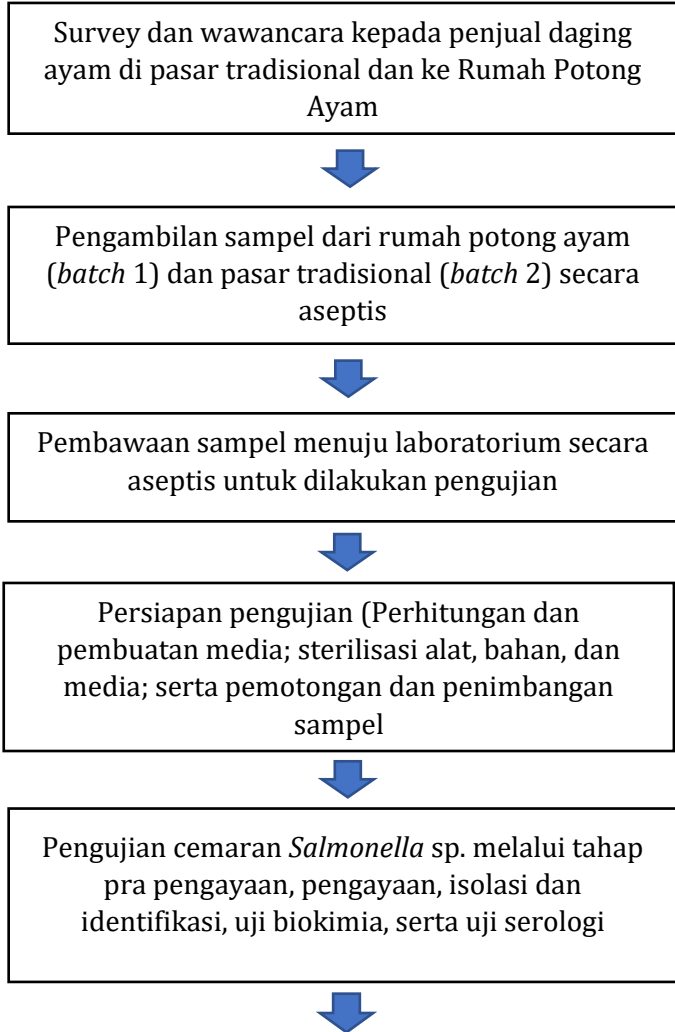 Survey dan wawancara kepada penjual daging
ayam di pasar tradisional dan ke Rumah Potong
Ayam
Pengambilan sampel dari rumah potong ayam
(batch 1) dan pasar tradisional (batch 2) secara
aseptis
Pembawaan sampel menuju laboratorium secara
aseptis untuk dilakukan pengujian
Persiapan pengujian (Perhitungan dan
pembuatan media; sterilisasi alat, bahan, dan
media; serta pemotongan dan penimbangan
sampel
Pengujian cemaran Salmonella sp. melalui tahap
pra pengayaan, pengayaan, isolasi dan
identifikasi, uji biokimia, serta uji serologi